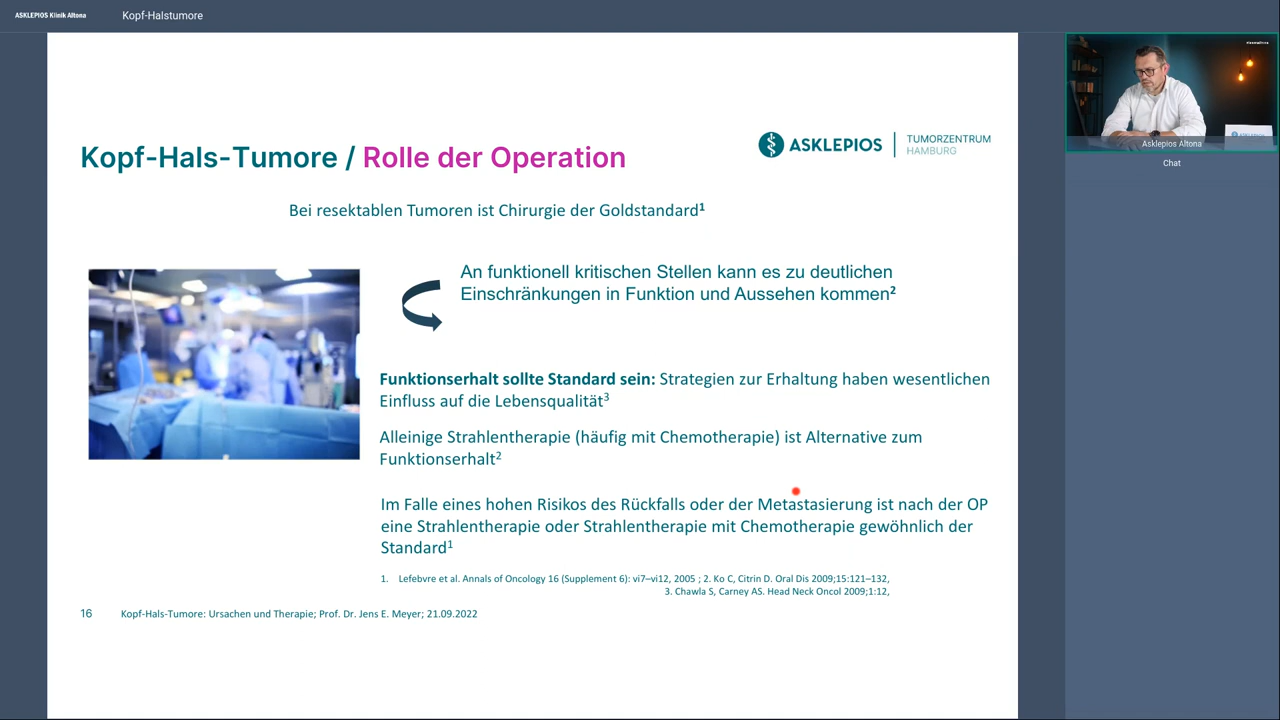 ASKLEPIOS Klinik Altona
Kopf-Halstumore
Kopf-Hals-Tumore / Rolle der Operation
ASKLEPIOS
TUMORZENTRUM
HAMBURG
Bei resektablen Tumoren ist Chirurgie der Goldstandard¹
An funktionell kritischen Stellen kann es zu deutlichen
Einschränkungen in Funktion und Aussehen kommen²
Funktionserhalt sollte Standard sein: Strategien zur Erhaltung haben wesentlichen
Einfluss auf die Lebensqualität³
Alleinige Strahlentherapie (häufig mit Chemotherapie) ist Alternative zum
Funktionserhalt²
Im Falle eines hohen Risikos des Rückfalls oder der Metastasierung ist nach der OP
eine Strahlentherapie oder Strahlentherapie mit Chemotherapie gewöhnlich der
Standard¹
1. Lefebvre et al. Annals of Oncology 16 (Supplement 6): vi7–vi12, 2005 ; 2. Ko C, Citrin D. Oral Dis 2009;15:121–132,
3. Chawla S, Carney AS. Head Neck Oncol 2009;1:12,
16 Kopf-Hals-Tumore: Ursachen und Therapie; Prof. Dr. Jens E. Meyer; 21.09.2022
Asklepios Altona
Chat